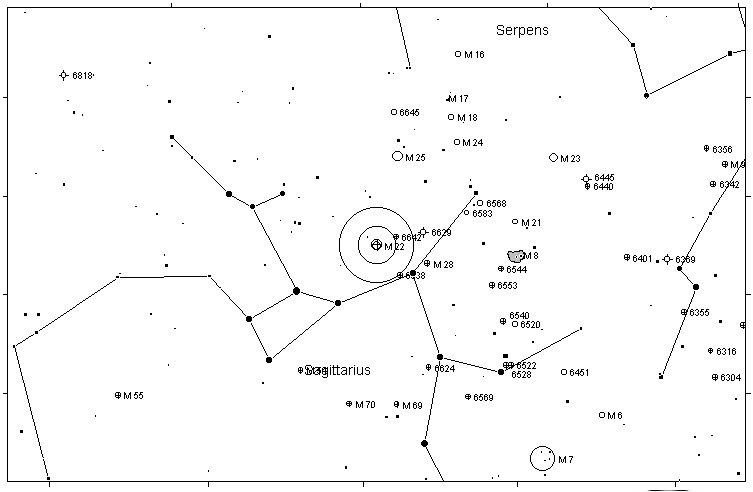 Serpens
M 16
6818
M 17
6645
M 18
M 24
6356
M 25
M 23
6445
6440
6342
6568
6583
M 21
6629
6642
M 22
M 8
6401
6369
M 28
6544
6638
6553
6355
6540
6520
6316
6522
6528
Sagittarius
6624
6451
6304
M 55
M 70
M 69
6569
M 6
M 7